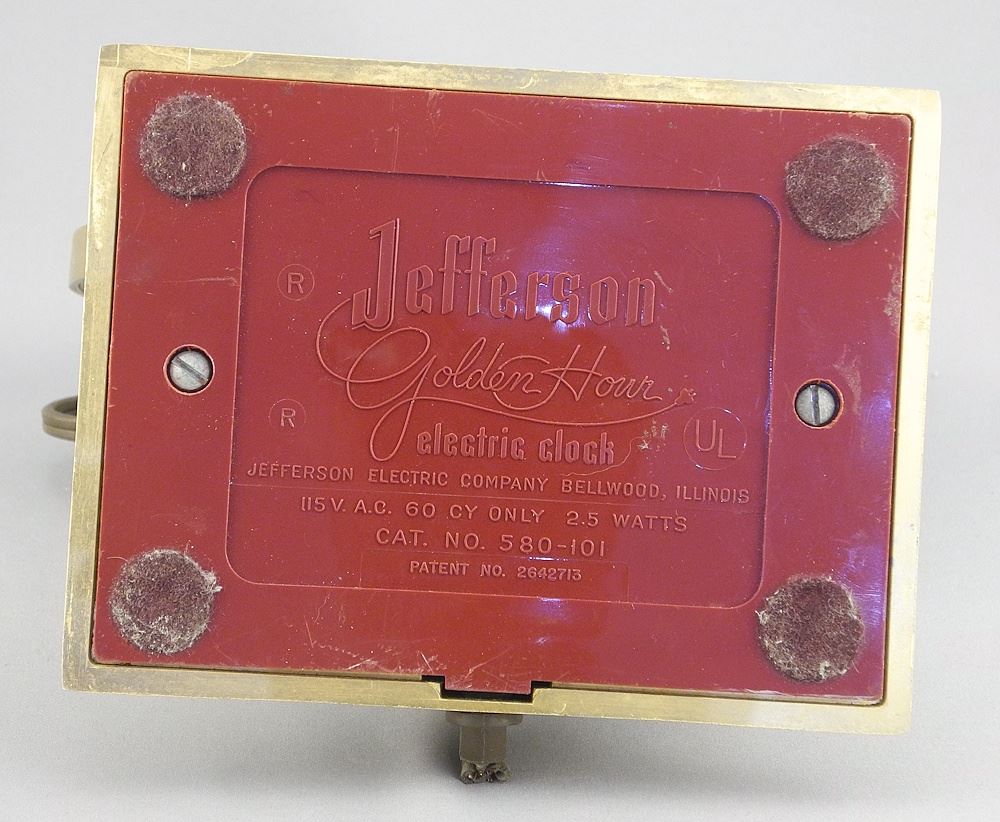 ® Jefferson
Golden Hour
® electric clock UL
JEFFERSON ELECTRIC COMPANY BELLWOOD, ILLINOIS
115 V. A.C. 60 CY ONLY 2.5 WATTS
CAT. NO. 580-101
PATENT NO. 2642713